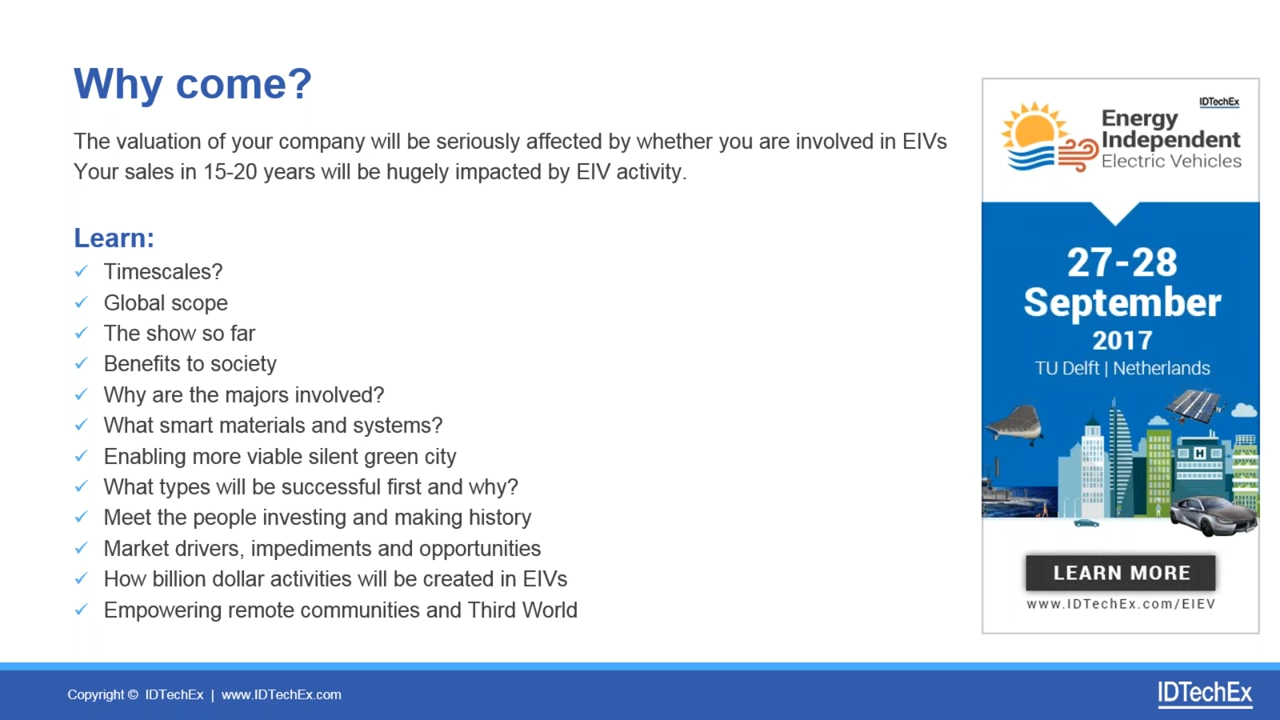 Why come?
The valuation of your company will be seriously affected by whether you are involved in EIVs
Your sales in 15-20 years will be hugely impacted by EIV activity.
Learn:
✓ Timescales?
✓ Global scope
✓ The show so far
✓ Benefits to society
✓ Why are the majors involved?
✓ What smart materials and systems?
✓ Enabling more viable silent green city
✓ What types will be successful first and why?
✓ Meet the people investing and making history
✓ Market drivers, impediments and opportunities
✓ How billion dollar activities will be created in EIVs
✓ Empowering remote communities and Third World
IDTechEx
Energy
Independent
Electric Vehicles
27-28
September
2017
TU Delft | Netherlands
H
LEARN MORE
www.IDTechEx.com/EIEV
Copyright © IDTechEx | www.IDTechEx.com
IDTechEx